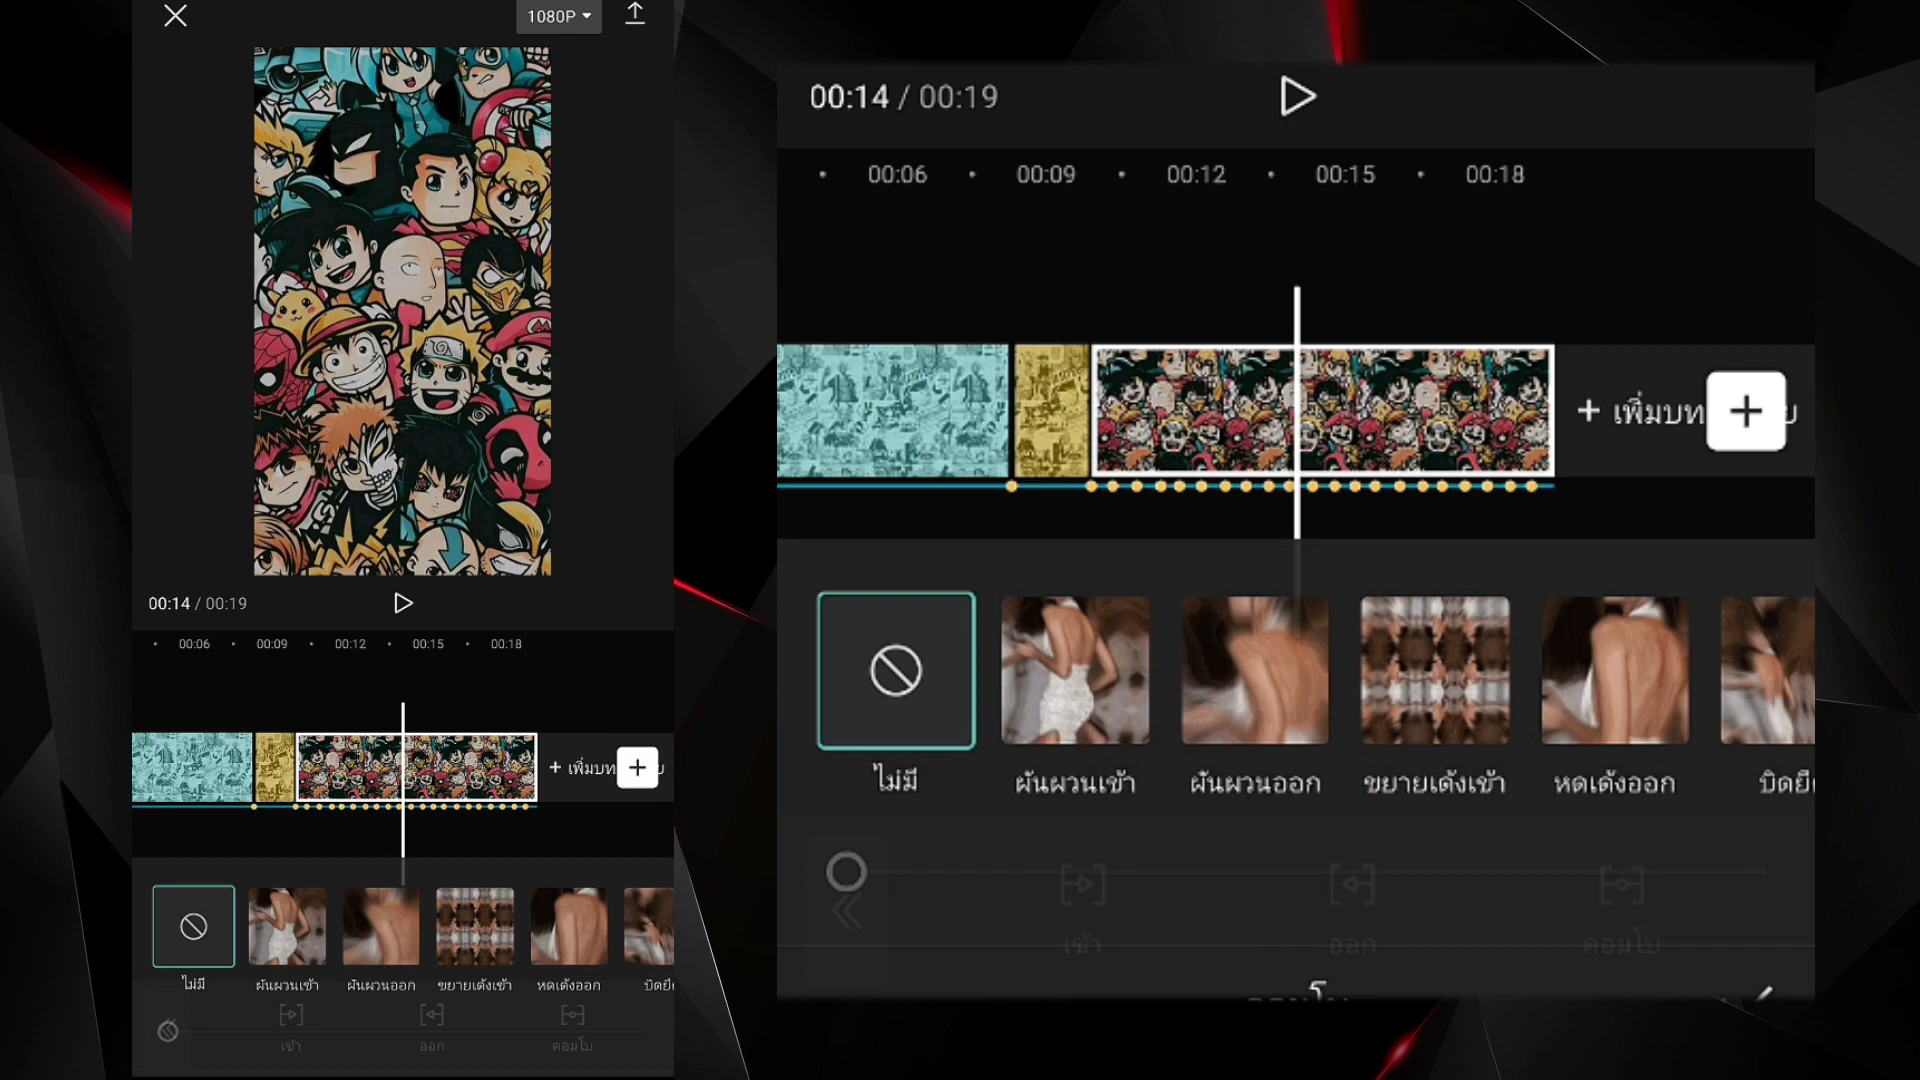 1080P
00:14 / 00:19
00:06 00:09 00:12 00:15 00:18
+ เพิ่มบท
ไม่มี ผันผวนเข้า ผันผวนออก ขยายเด้งเข้า หดเด้งออก
เข้า ออก คอมโบ
00:14 / 00:19
00:06 00:09 00:12 00:15 00:18
+ เพิ่มบท
ไม่มี ผันผวนเข้า ผันผวนออก ขยายเด้งเข้า หดเด้งออก
เข้า ออก คอมโบ